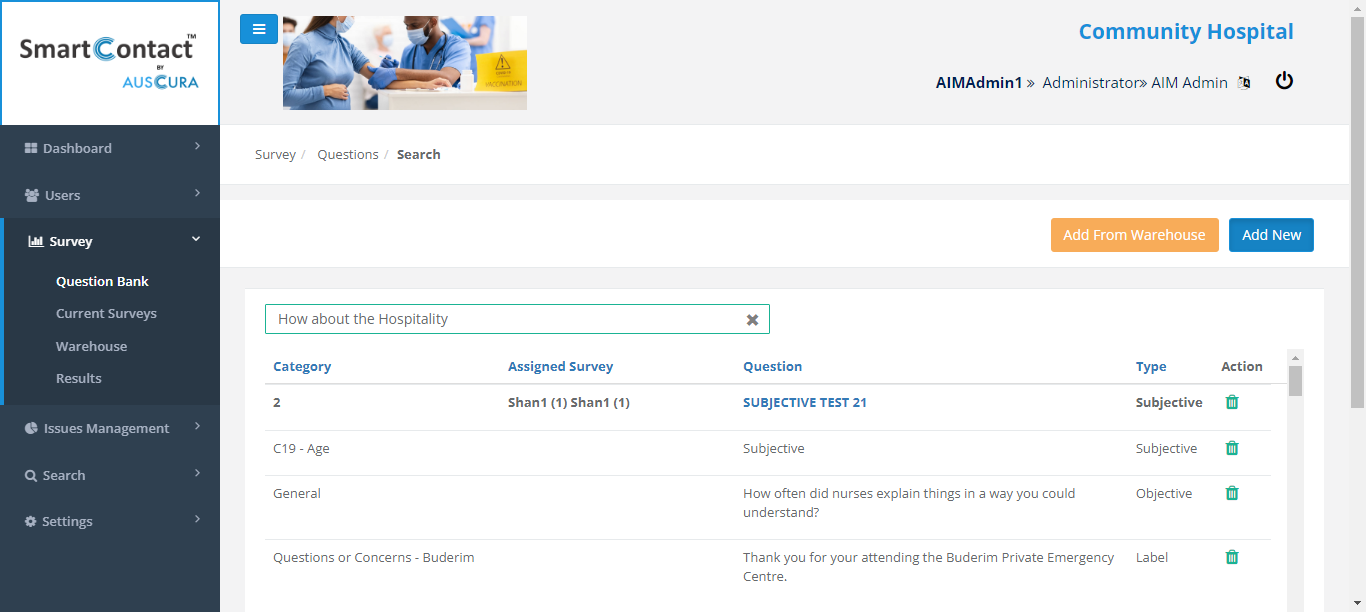 SmartContact™
BY
AUSCURA
Community Hospital
AIMAdmin1 » Administrator» AIM Admin
Dashboard
Users
Survey
Question Bank
Current Surveys
Warehouse
Results
Issues Management
Search
Settings
Survey / Questions / Search
Add From Warehouse Add New
How about the Hospitality
Category Assigned Survey Question Type Action
2 Shan1 (1) Shan1 (1) SUBJECTIVE TEST 21 Subjective
C19 - Age Subjective Subjective
General How often did nurses explain things in a way you could Objective
understand?
Questions or Concerns - Buderim Thank you for your attending the Buderim Private Emergency Label
Centre.